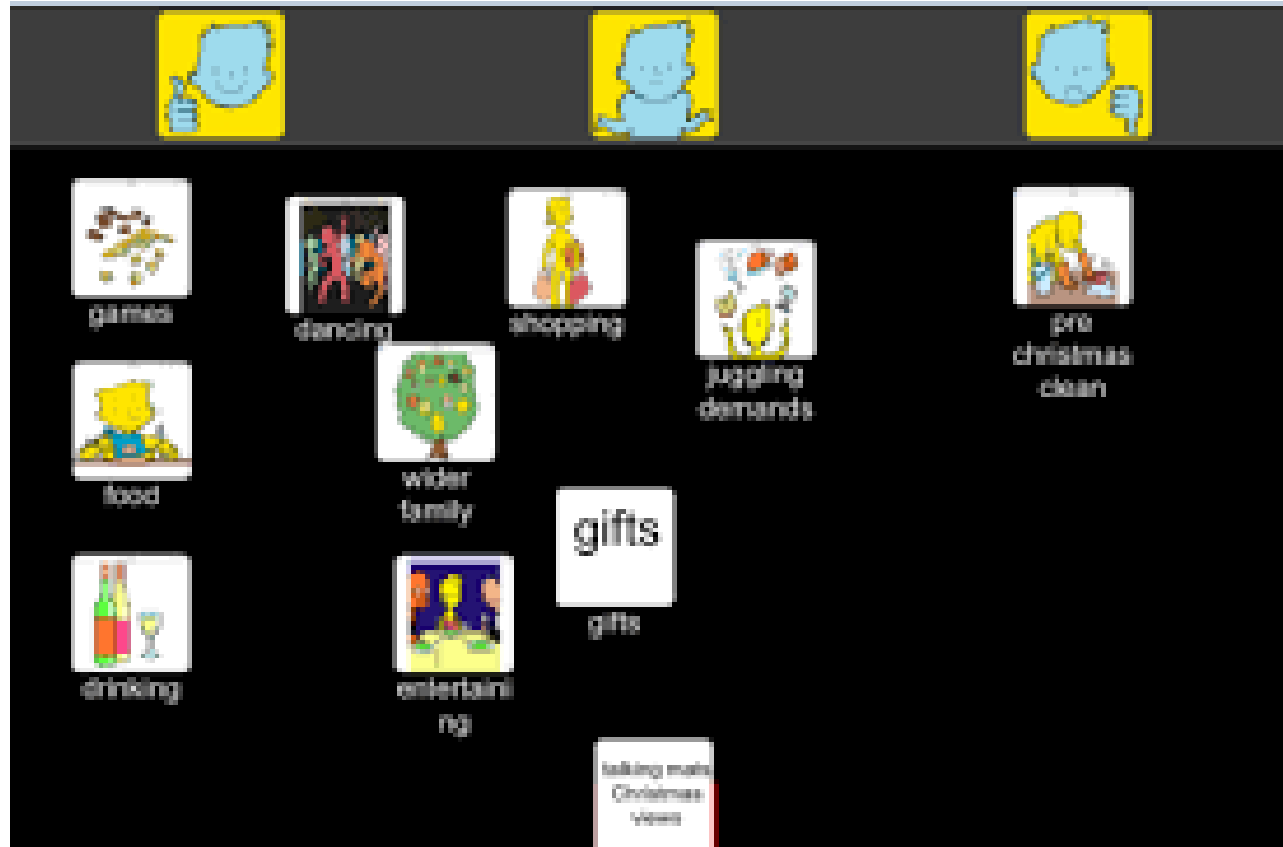 games
dancing
shopping
juggling
demands
pre
christmas
clean
food
wider
family
gifts
gifts
drinking
entertaini
ng
talking mats
Christmas
views